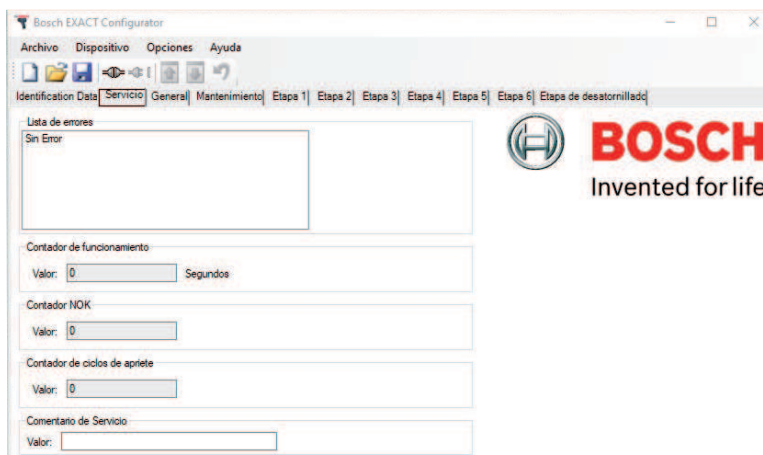 Bosch EXACT Configurator
Archivo Dispositivo Opciones Ayuda
Identification Data Servicio General Mantenimiento Etapa 1 Etapa 2 Etapa 3 Etapa 4 Etapa 5 Etapa 6 Etapa de desatornillado
Lista de errores
Sin Error
BOSCH
Invented for life
Contador de funcionamiento
Valor: 0 Segundos
Contador NOK
Valor: 0
Contador de ciclos de apriete
Valor: 0
Comentario de Servicio
Valor: